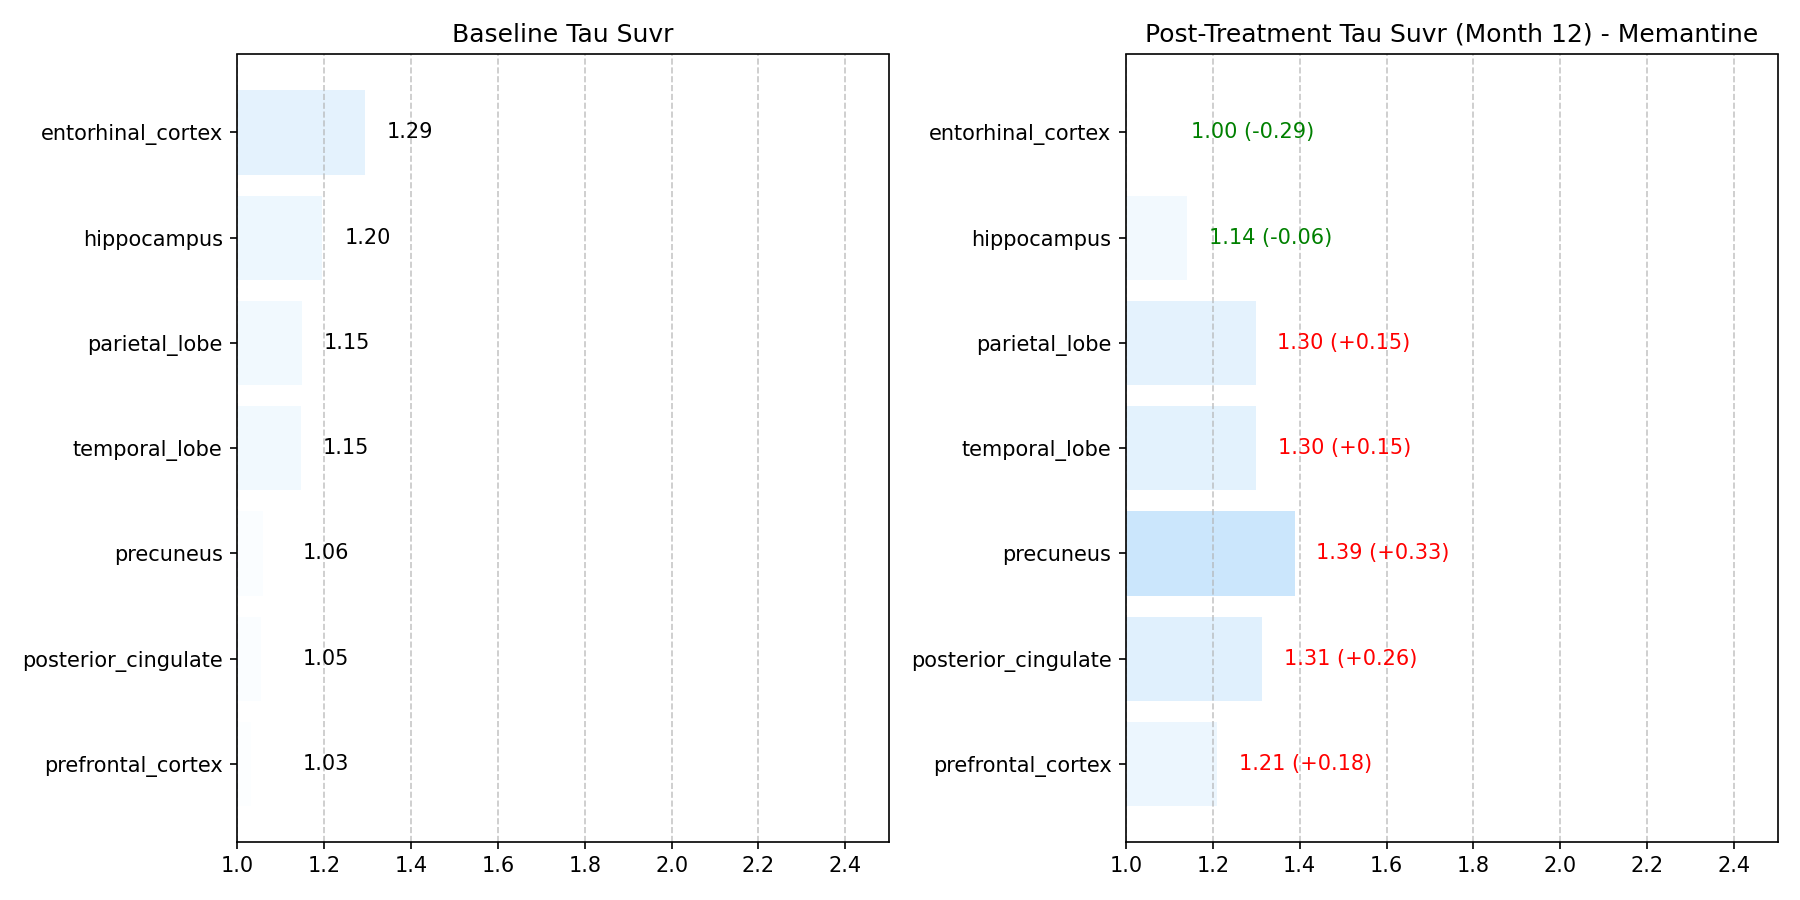 Baseline Tau Suvr
entorhinal_cortex
1.29
hippocampus
1.20
parietal_lobe
1.15
temporal_lobe
1.15
precuneus
1.06
posterior_cingulate
1.05
prefrontal_cortex
1.03
1.0 1.2 1.4 1.6 1.8 2.0 2.2 2.4
Post-Treatment Tau Suvr (Month 12) - Memantine
entorhinal_cortex
1.00 (-0.29)
hippocampus
1.14 (-0.06)
parietal_lobe
1.30 (+0.15)
temporal_lobe
1.30 (+0.15)
precuneus
1.39 (+0.33)
posterior_cingulate
1.31 (+0.26)
prefrontal_cortex
1.21 (+0.18)
1.0 1.2 1.4 1.6 1.8 2.0 2.2 2.4